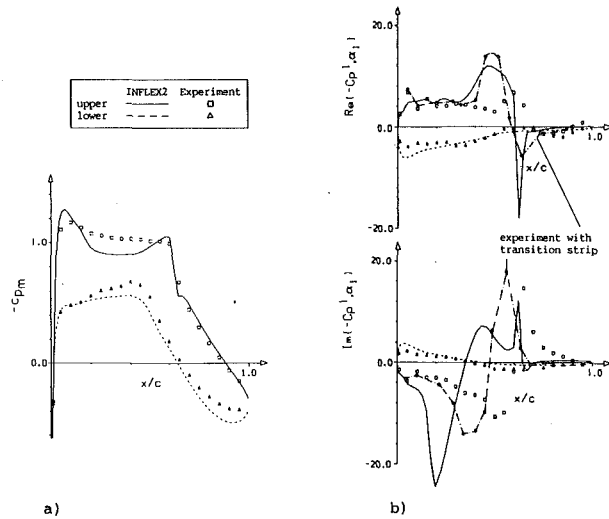 INFLEX2 Experiment
upper
lower
-Cpm
1.0
0.0
x/c
1.0
a)
20.0
Re(-Cp¹,α₁)
0.0
1.0
x/c
-20.0
experiment with
transition strip
20.0
Im(-Cp¹,α₁)
0.0
1.0
x/c
-20.0
b)